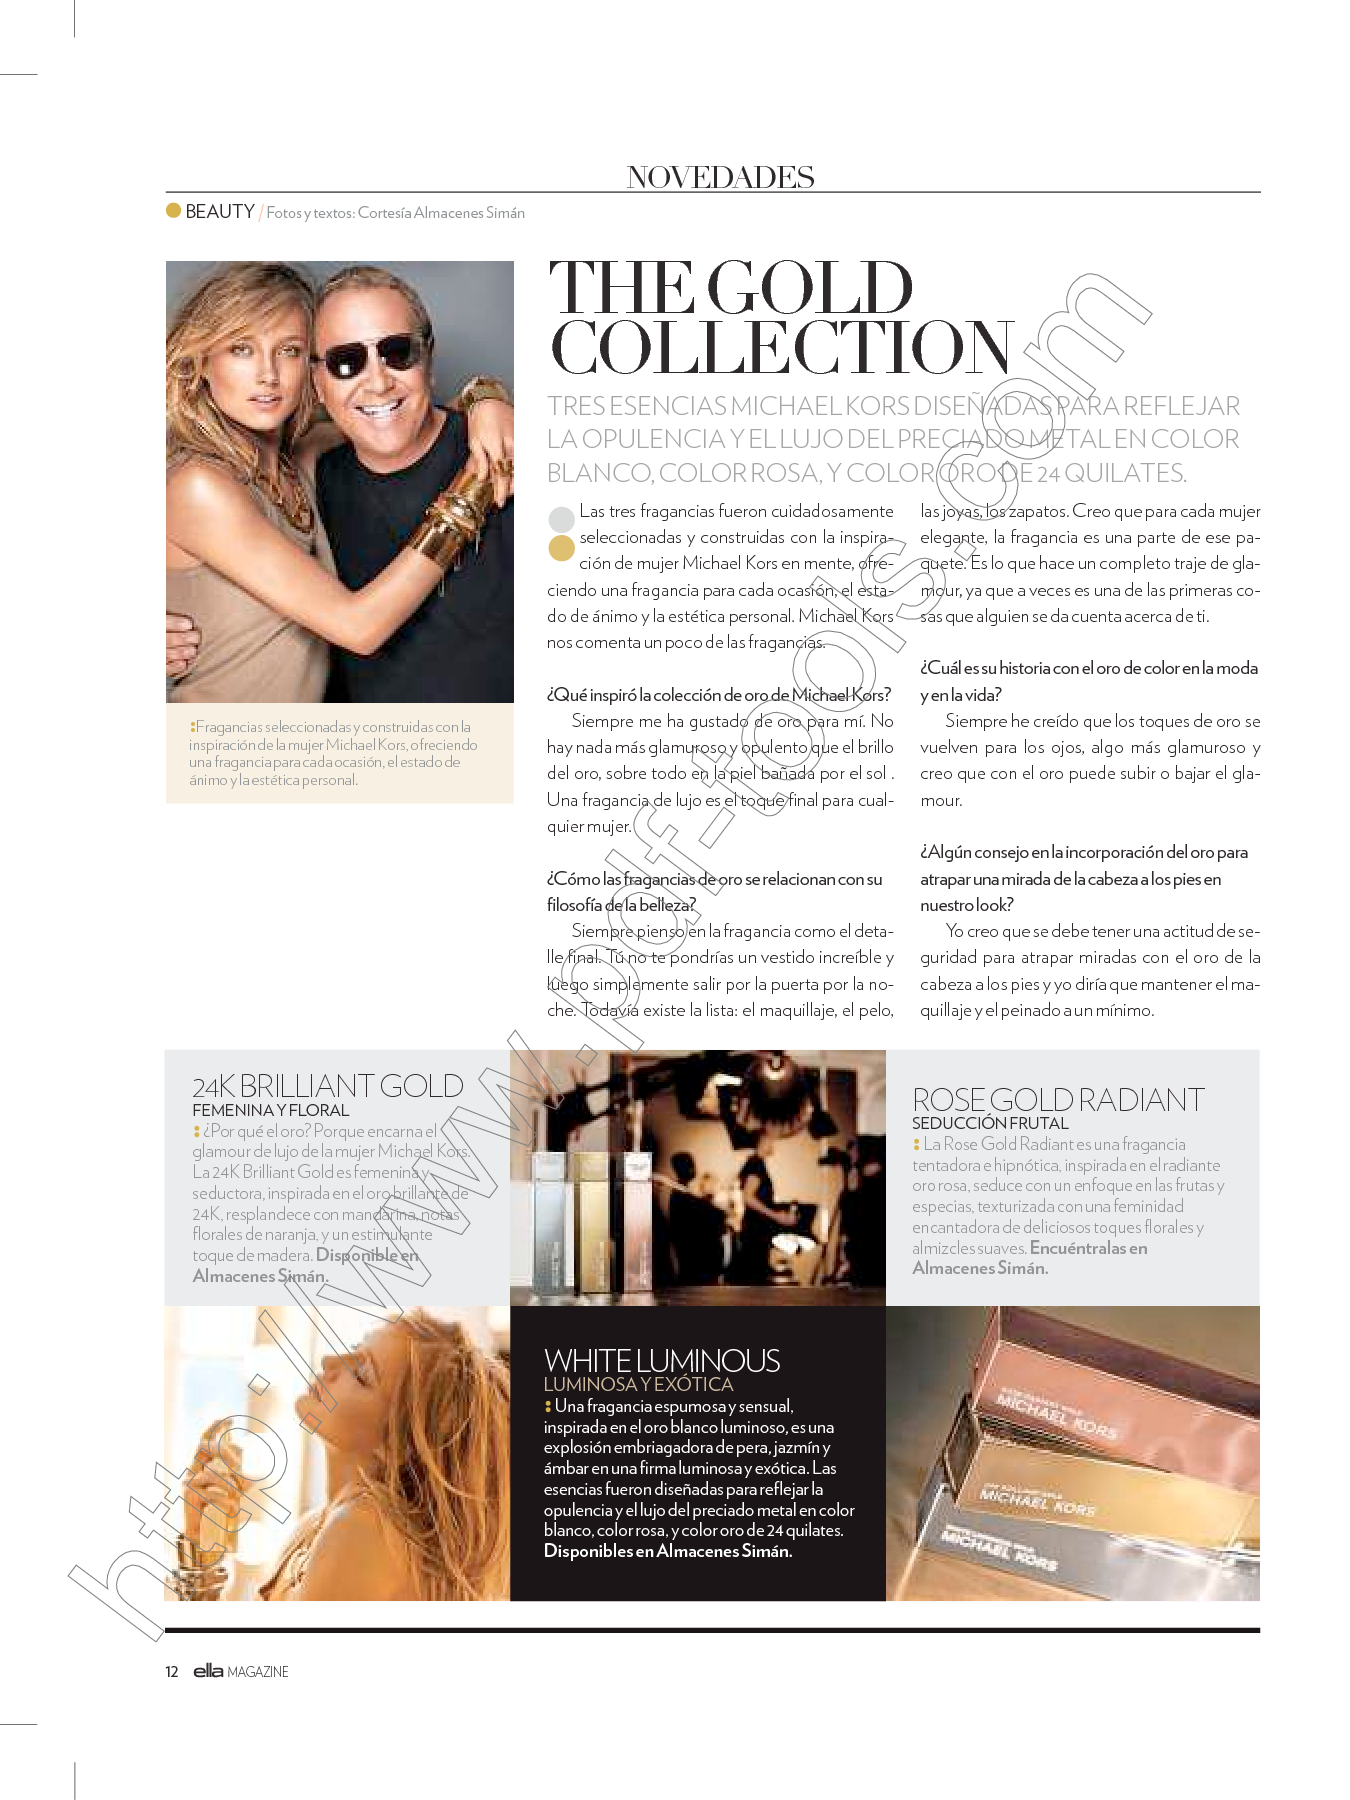 NOVEDADES
BEAUTY / Fotos y textos: Cortesía Almacenes Simán
THE GOLD
COLLECTION
TRES ESENCIAS MICHAEL KORS DISEÑADAS PARA REFLEJAR
LA OPULENCIA Y EL LUJO DEL PRECIADO METAL EN COLOR
BLANCO, COLOR ROSA, Y COLOR ORO DE 24 QUILATES.
:Fragancias seleccionadas y construidas con la
inspiración de la mujer Michael Kors, ofreciendo
una fragancia para cada ocasión, el estado de
ánimo y la estética personal.
Las tres fragancias fueron cuidadosamente
seleccionadas y construidas con la inspira-
ción de mujer Michael Kors en mente, ofre-
ciendo una fragancia para cada ocasión, el esta-
do de ánimo y la estética personal. Michael Kors
nos comenta un poco de las fragancias.
¿Qué inspiró la colección de oro de Michael Kors?
Siempre me ha gustado de oro para mí. No
hay nada más glamuroso y opulento que el brillo
del oro, sobre todo en la piel bañada por el sol .
Una fragancia de lujo es el toque final para cual-
quier mujer.
¿Cómo las fragancias de oro se relacionan con su
filosofía de la belleza?
Siempre pienso en la fragancia como el deta-
lle final. Tú no te pondrías un vestido increíble y
luego simplemente salir por la puerta por la no-
che. Todavía existe la lista: el maquillaje, el pelo,
las joyas, los zapatos. Creo que para cada mujer
elegante, la fragancia es una parte de ese pa-
quete. Es lo que hace un completo traje de gla-
mour, ya que a veces es una de las primeras co-
sas que alguien se da cuenta acerca de ti.
¿Cuál es su historia con el oro de color en la moda
y en la vida?
Siempre he creído que los toques de oro se
vuelven para los ojos, algo más glamuroso y
creo que con el oro puede subir o bajar el gla-
mour.
¿Algún consejo en la incorporación del oro para
atrapar una mirada de la cabeza a los pies en
nuestro look?
Yo creo que se debe tener una actitud de se-
guridad para atrapar miradas con el oro de la
cabeza a los pies y yo diría que mantener el ma-
quillaje y el peinado a un mínimo.
24K BRILLIANT GOLD
FEMENINA Y FLORAL
: ¿Por qué el oro? Porque encarna el
glamour de lujo de la mujer Michael Kors.
La 24K Brilliant Gold es femenina y
seductora, inspirada en el oro brillante de
24K, resplandece con mandarina, notas
florales de naranja, y un estimulante
toque de madera. Disponible en
Almacenes Simán.
ROSE GOLD RADIANT
SEDUCCIÓN FRUTAL
: La Rose Gold Radiant es una fragancia
tentadora e hipnótica, inspirada en el radiante
oro rosa, seduce con un enfoque en las frutas y
especias, texturizada con una feminidad
encantadora de deliciosos toques florales y
almizcles suaves. Encuéntralas en
Almacenes Simán.
WHITE LUMINOUS
LUMINOSA Y EXÓTICA
: Una fragancia espumosa y sensual,
inspirada en el oro blanco luminoso, es una
explosión embriagadora de pera, jazmín y
ámbar en una firma luminosa y exótica. Las
esencias fueron diseñadas para reflejar la
opulencia y el lujo del preciado metal en color
blanco, color rosa, y color oro de 24 quilates.
Disponibles en Almacenes Simán.
MICHAEL KORS
MICHAEL KORS
MICHAEL KORS
12 ella MAGAZINE
http://www.pdf-tools.com